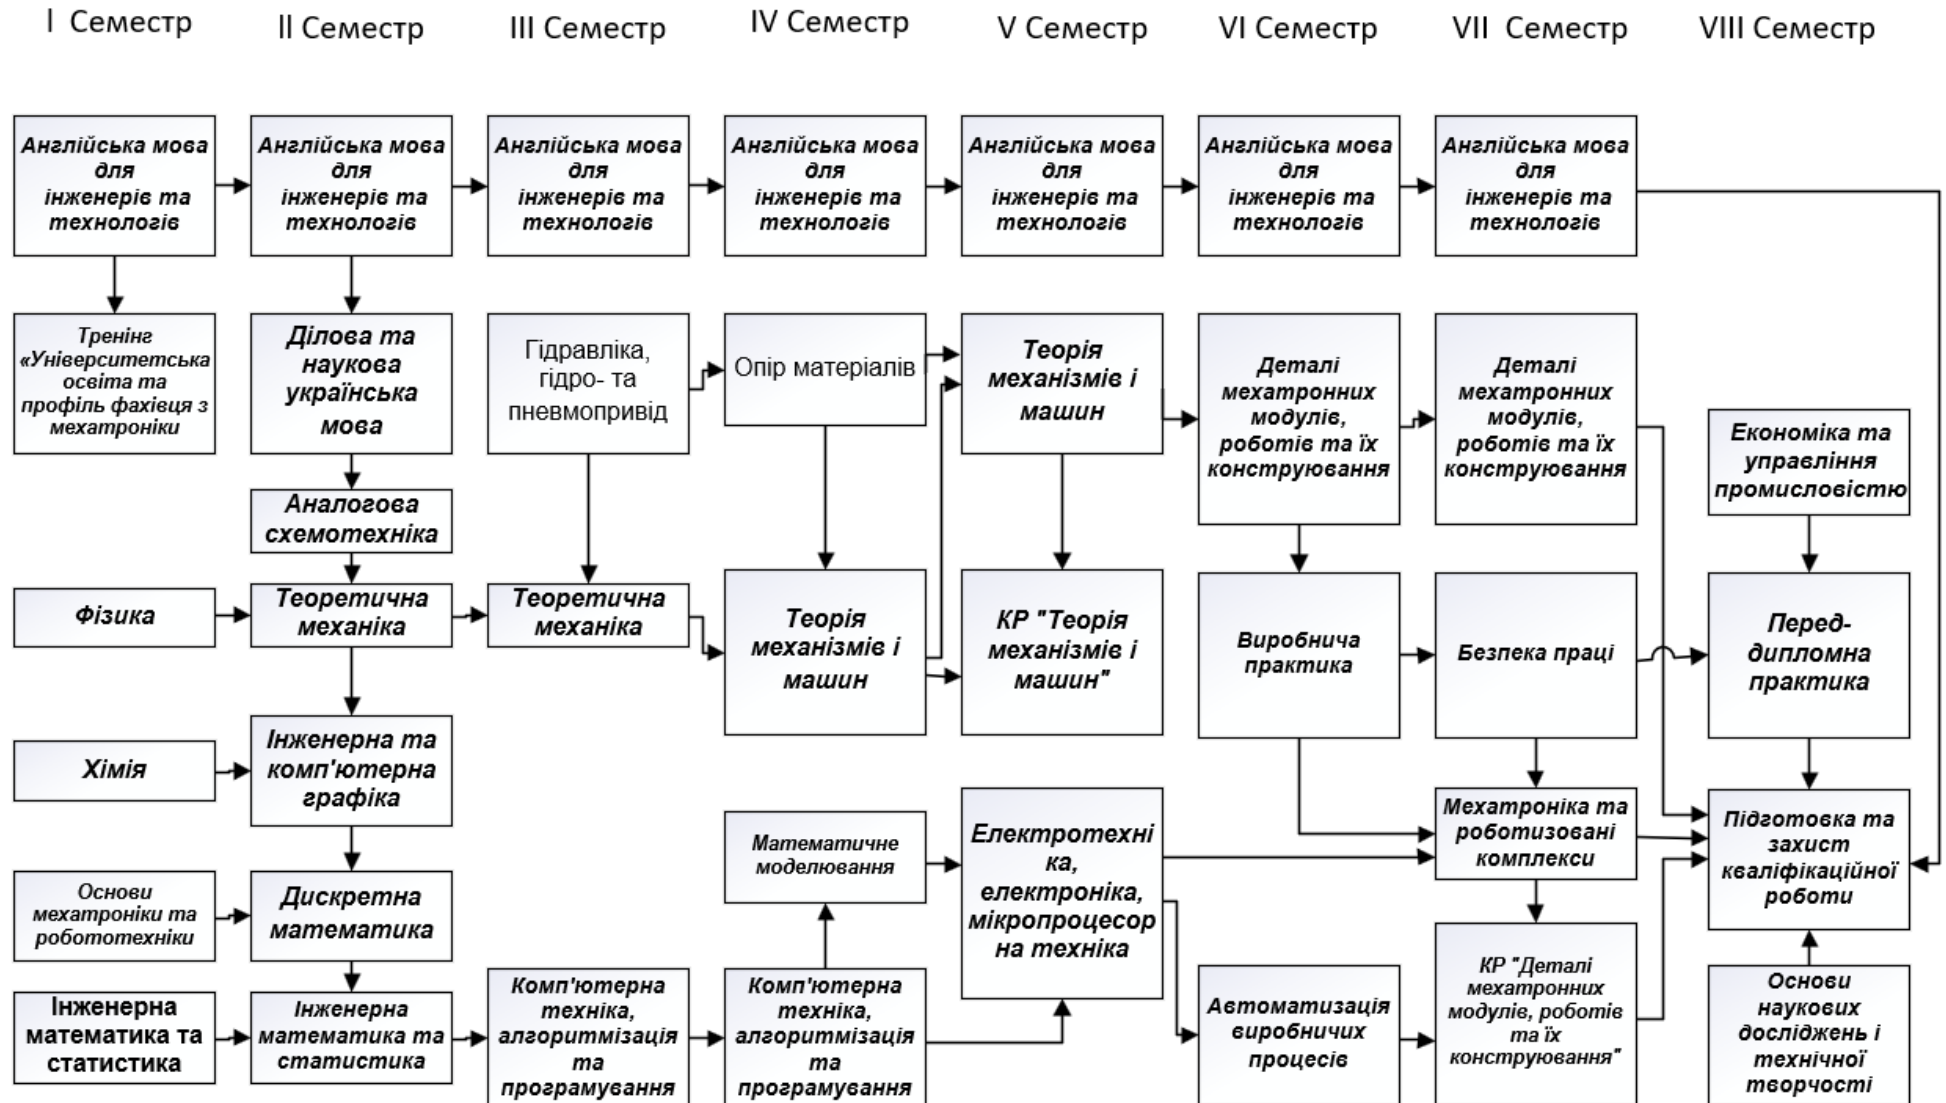 I Семестр
II Семестр
III Семестр
IV Семестр
V Семестр
VI Семестр
VII Семестр
VIII Семестр
Англійська мова
для
інженерів та
технологів
Англійська мова
для
інженерів та
технологів
Англійська мова
для
інженерів та
технологів
Англійська мова
для
інженерів та
технологів
Англійська мова
для
інженерів та
технологів
Англійська мова
для
інженерів та
технологів
Англійська мова
для
інженерів та
технологів
Тренінг
«Університетська
освіта та
профіль фахівця з
мехатроніки
Ділова та
наукова
українська
мова
Гідравліка,
гідро- та
пневмопривід
Опір матеріалів
Теорія
механізмів і
машин
Деталі
мехатронних
модулів,
роботів та їх
конструювання
Деталі
мехатронних
модулів,
роботів та їх
конструювання
Економіка та
управління
промисловістю
Аналогова
схемотехніка
Фізика
Теоретична
механіка
Теоретична
механіка
Теорія
механізмів і
машин
КР "Теорія
механізмів і
машин"
Виробнича
практика
Безпека праці
Перед-
дипломна
практика
Хімія
Інженерна та
комп'ютерна
графіка
Математичне
моделювання
Електротехні
ка,
електроніка,
мікропроцесор
на техніка
Мехатроніка та
роботизовані
комплекси
Підготовка та
захист
кваліфікаційної
роботи
Основи
мехатроніки та
робототехніки
Дискретна
математика
Інженерна
математика та
статистика
Інженерна
математика та
статистика
Комп'ютерна
техніка,
алгоритмізація
та
програмування
Комп'ютерна
техніка,
алгоритмізація
та
програмування
Автоматизація
виробничих
процесів
КР "Деталі
мехатронних
модулів, роботів
та їх
конструювання"
Основи
наукових
досліджень і
технічної
творчості